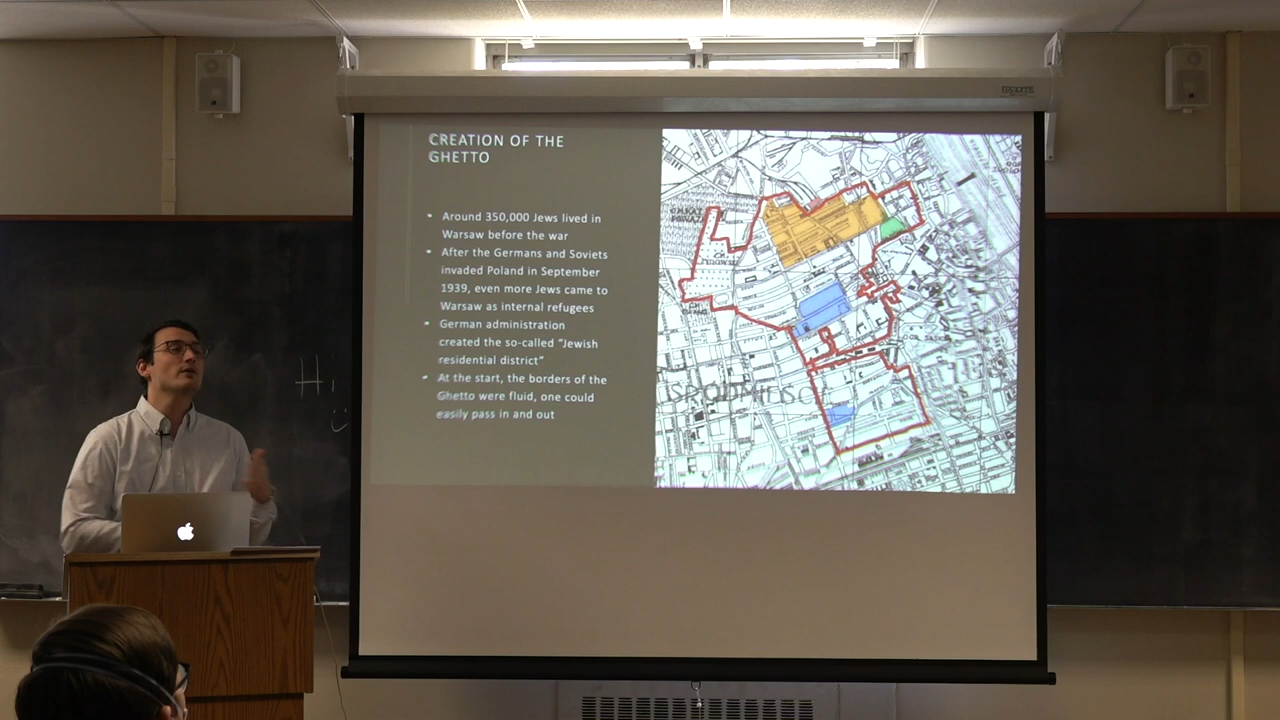 CREATION OF THE
GHETTO
• Around 350,000 Jews lived in
Warsaw before the war
• After the Germans and Soviets
invaded Poland in September
1939, even more Jews came to
Warsaw as internal refugees
• German administration
created the so-called “Jewish
residential district”
• At the start, the borders of the
Ghetto were fluid, one could
easily pass in and out
Hi